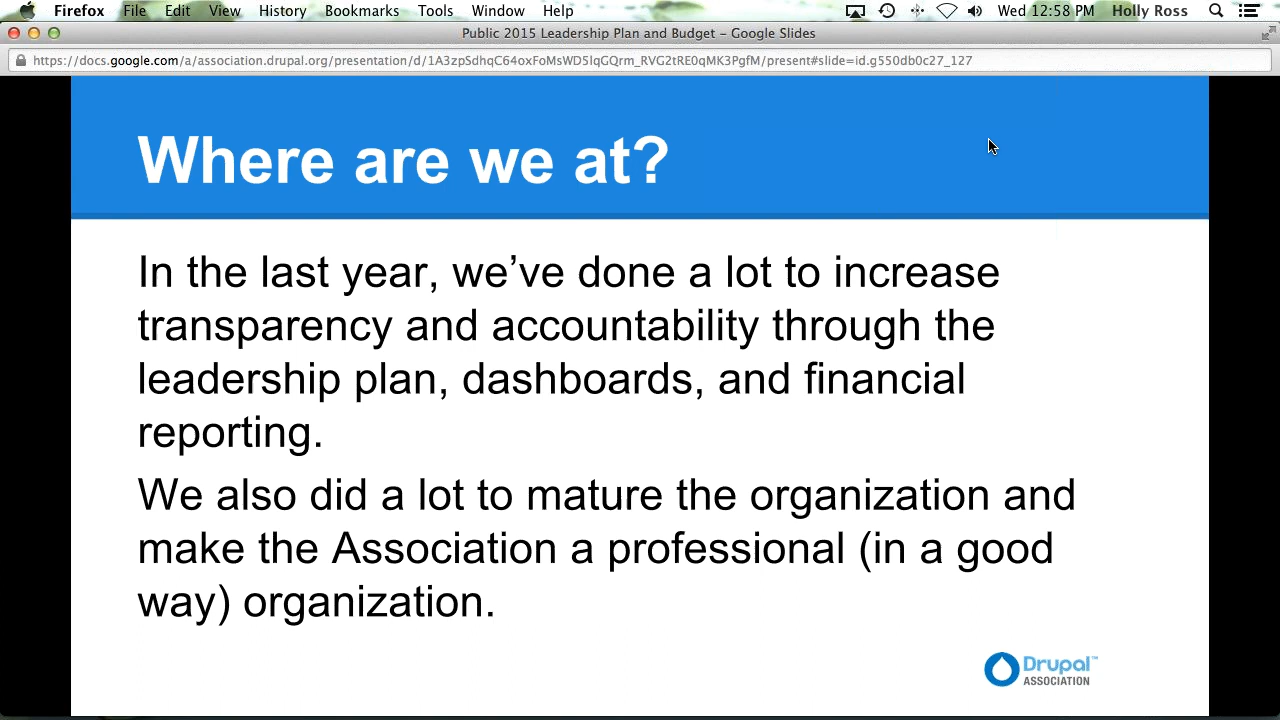 Firefox File Edit View History Bookmarks Tools Window Help Wed 12:58 PM Holly Ross
Public 2015 Leadership Plan and Budget – Google Slides
https://docs.google.com/a/association.drupal.org/presentation/d/1A3zpSdhqC64oxFoMsWD5lqGQrm_RVG2tRE0qMK3PgfM/present#slide=id.g550db0c27_127
Where are we at?
In the last year, we’ve done a lot to increase
transparency and accountability through the
leadership plan, dashboards, and financial
reporting.
We also did a lot to mature the organization and
make the Association a professional (in a good
way) organization.
Drupal™
ASSOCIATION